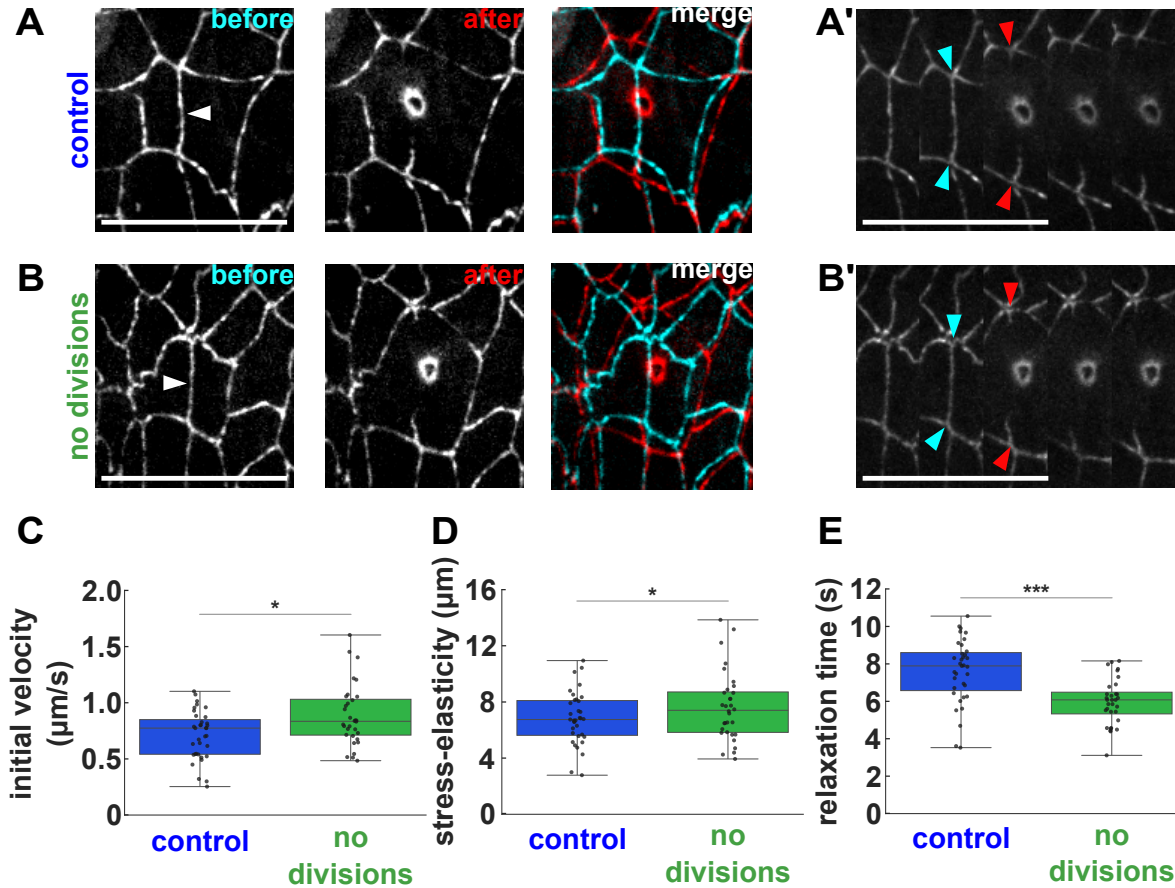 A
before
after
merge
A'
control
B
before
after
merge
B'
no divisions
C
D
E
initial velocity
(µm/s)
2.0
1.5
1.0
0.5
0
*
control
no
divisions
stress-elasticity (µm)
16
12
8
4
0
*
control
no
divisions
relaxation time (s)
12
10
8
6
4
2
0
***
control
no
divisions